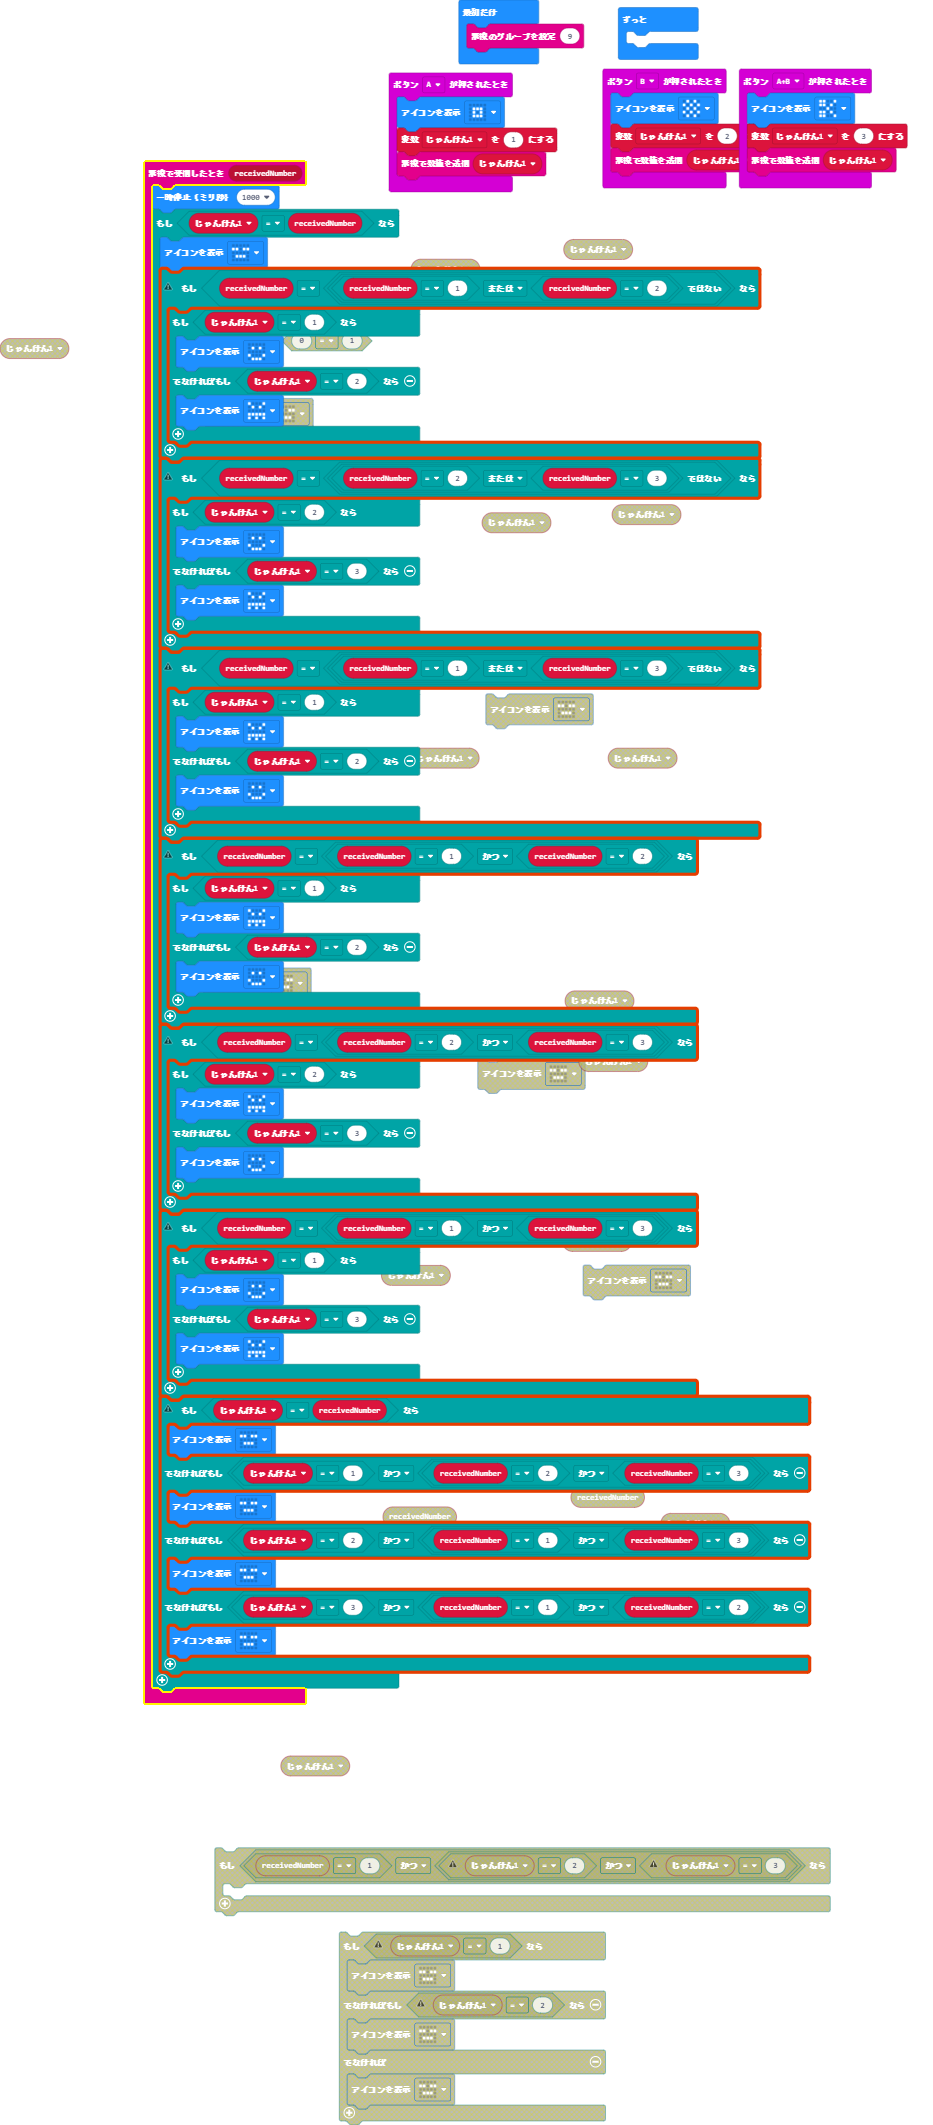 最初だけ
無線のグループを設定 9
ずっと
ボタン A が押されたとき
アイコンを表示
変数 じゃんけん1 を 1 にする
無線で数値を送信 じゃんけん1
ボタン B が押されたとき
アイコンを表示
変数 じゃんけん1 を 2
無線で数値を送信 じゃんけん1
ボタン A+B が押されたとき
アイコンを表示
変数 じゃんけん1 を 3 にする
無線で数値を送信 じゃんけん1
無線で受信したとき receivedNumber
一時停止（ミリ秒） 1000
もし じゃんけん1 = receivedNumber なら
じゃんけん1
アイコンを表示
もし receivedNumber = receivedNumber = 1 または receivedNumber = 2 ではない なら
もし じゃんけん1 = 1 なら
0 = 1
じゃんけん1
アイコンを表示
でなければもし じゃんけん1 = 2 なら
アイコンを表示
もし receivedNumber = receivedNumber = 2 または receivedNumber = 3 ではない なら
もし じゃんけん1 = 2 なら
じゃんけん1
じゃんけん1
アイコンを表示
でなければもし じゃんけん1 = 3 なら
アイコンを表示
もし receivedNumber = receivedNumber = 1 または receivedNumber = 3 ではない なら
もし じゃんけん1 = 1 なら
アイコンを表示
アイコンを表示
でなければもし じゃんけん1 = 2 なら
じゃんけん1
じゃんけん1
アイコンを表示
もし receivedNumber = receivedNumber = 1 かつ receivedNumber = 2 なら
もし じゃんけん1 = 1 なら
アイコンを表示
でなければもし じゃんけん1 = 2 なら
アイコンを表示
じゃんけん1
もし receivedNumber = receivedNumber = 2 かつ receivedNumber = 3 なら
もし じゃんけん1 = 2 なら
アイコンを表示
じゃんけん1
アイコンを表示
でなければもし じゃんけん1 = 3 なら
アイコンを表示
もし receivedNumber = receivedNumber = 1 かつ receivedNumber = 3 なら
もし じゃんけん1 = 1 なら
じゃんけん1
アイコンを表示
アイコンを表示
でなければもし じゃんけん1 = 3 なら
アイコンを表示
もし じゃんけん1 = receivedNumber なら
アイコンを表示
でなければもし じゃんけん1 = 1 かつ receivedNumber = 2 かつ receivedNumber = 3 なら
アイコンを表示
receivedNumber
receivedNumber
でなければもし じゃんけん1 = 2 かつ receivedNumber = 1 かつ receivedNumber = 3 なら
アイコンを表示
でなければもし じゃんけん1 = 3 かつ receivedNumber = 1 かつ receivedNumber = 2 なら
アイコンを表示
じゃんけん1
もし receivedNumber = 1 かつ じゃんけん1 = 2 かつ じゃんけん1 = 3 なら
もし じゃんけん1 = 1 なら
アイコンを表示
でなければもし じゃんけん1 = 2 なら
アイコンを表示
でなければ
アイコンを表示